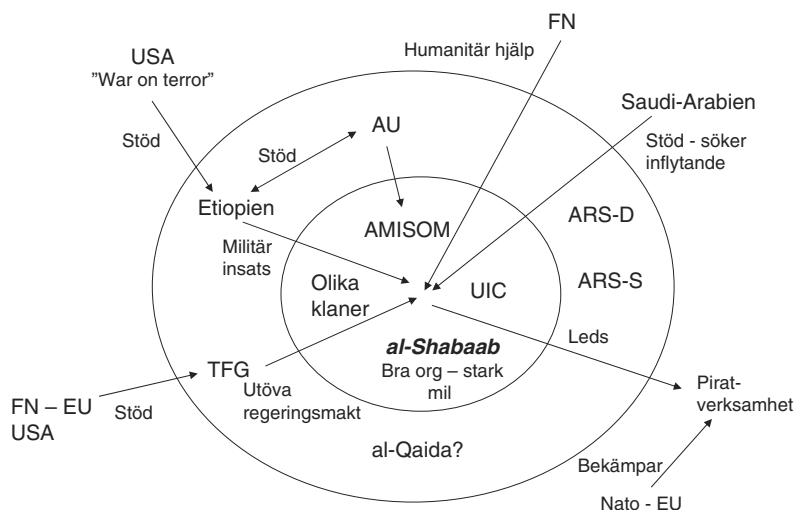 FN
Humanitär hjälp
USA
”War on terror”
Saudi-Arabien
Stöd - söker
inflytande
Stöd
AU
Stöd
Etiopien
AMISOM
ARS-D
Militär
insats
Olika
klaner
UIC
ARS-S
al-Shabaab
Bra org – stark
mil
Leds
TFG
Utöva
regeringsmakt
FN – EU
USA
Stöd
Pirat-
verksamhet
al-Qaida?
Bekämpar
Nato - EU